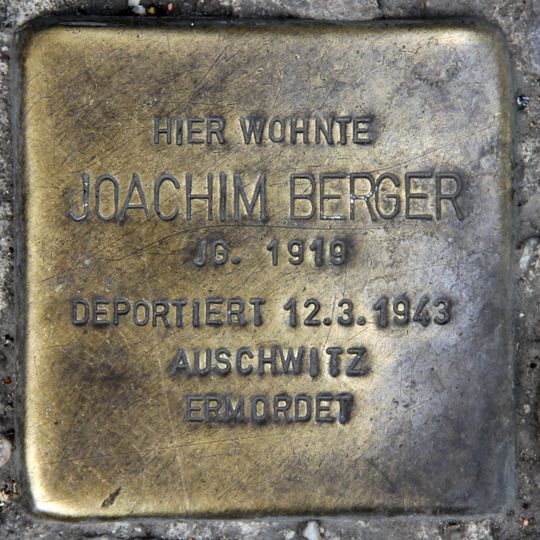 HIER WOHNTE
JOACHIM BERGER
JG. 1919
DEPORTIERT 12.3.1943
AUSCHWITZ
ERMORDET